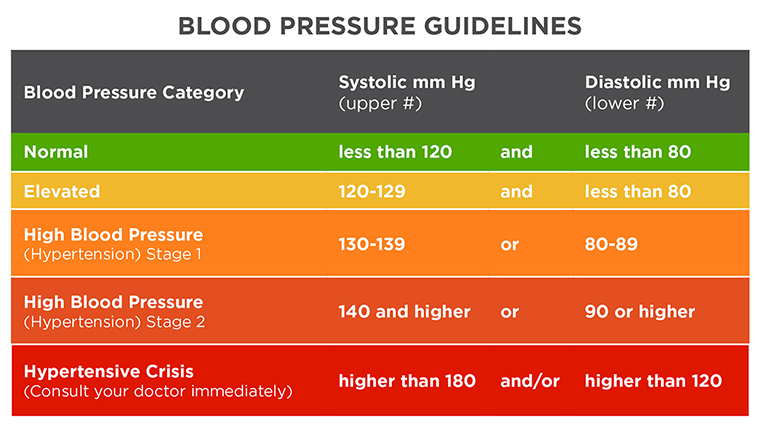 BLOOD PRESSURE GUIDELINES
Blood Pressure Category
Systolic mm Hg
(upper #)
Diastolic mm Hg
(lower #)
Normal less than 120 and less than 80
Elevated 120-129 and less than 80
High Blood Pressure
(Hypertension) Stage 1
130-139 or 80-89
High Blood Pressure
(Hypertension) Stage 2
140 and higher or 90 or higher
Hypertensive Crisis
(Consult your doctor immediately)
higher than 180 and/or higher than 120